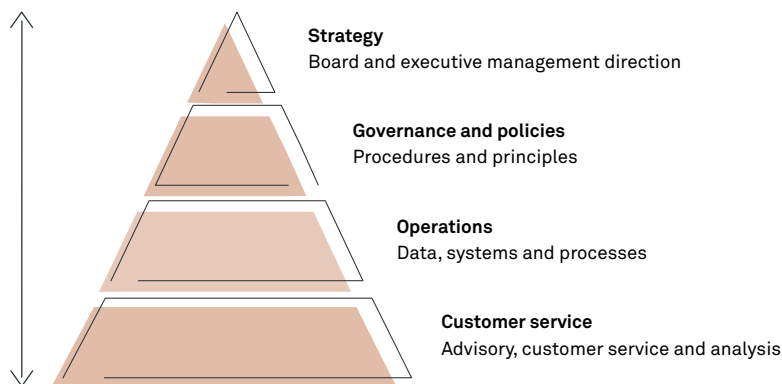 Strategy
Board and executive management direction
Governance and policies
Procedures and principles
Operations
Data, systems and processes
Customer service
Advisory, customer service and analysis